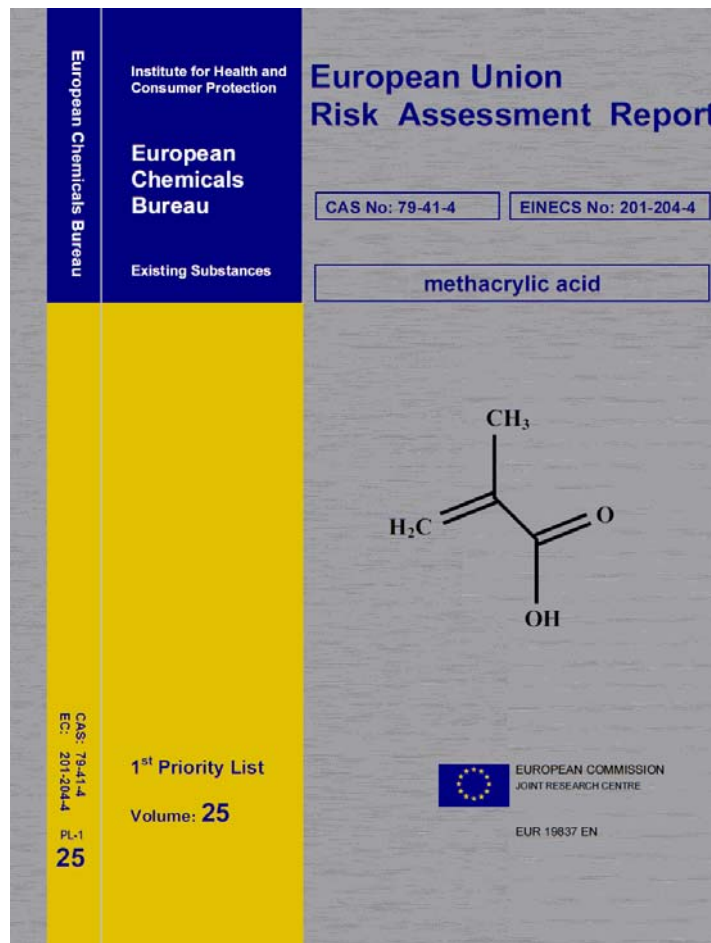 European Chemicals Bureau
Institute for Health and
Consumer Protection
European
Chemicals
Bureau
Existing Substances
European Union
Risk Assessment Report
CAS No: 79-41-4
EINECS No: 201-204-4
methacrylic acid
CH₃
H₂C
O
OH
CAS: 79-41-4
EC: 201-204-4
PL-1
25
1st Priority List
Volume: 25
EUROPEAN COMMISSION
JOINT RESEARCH CENTRE
EUR 19837 EN